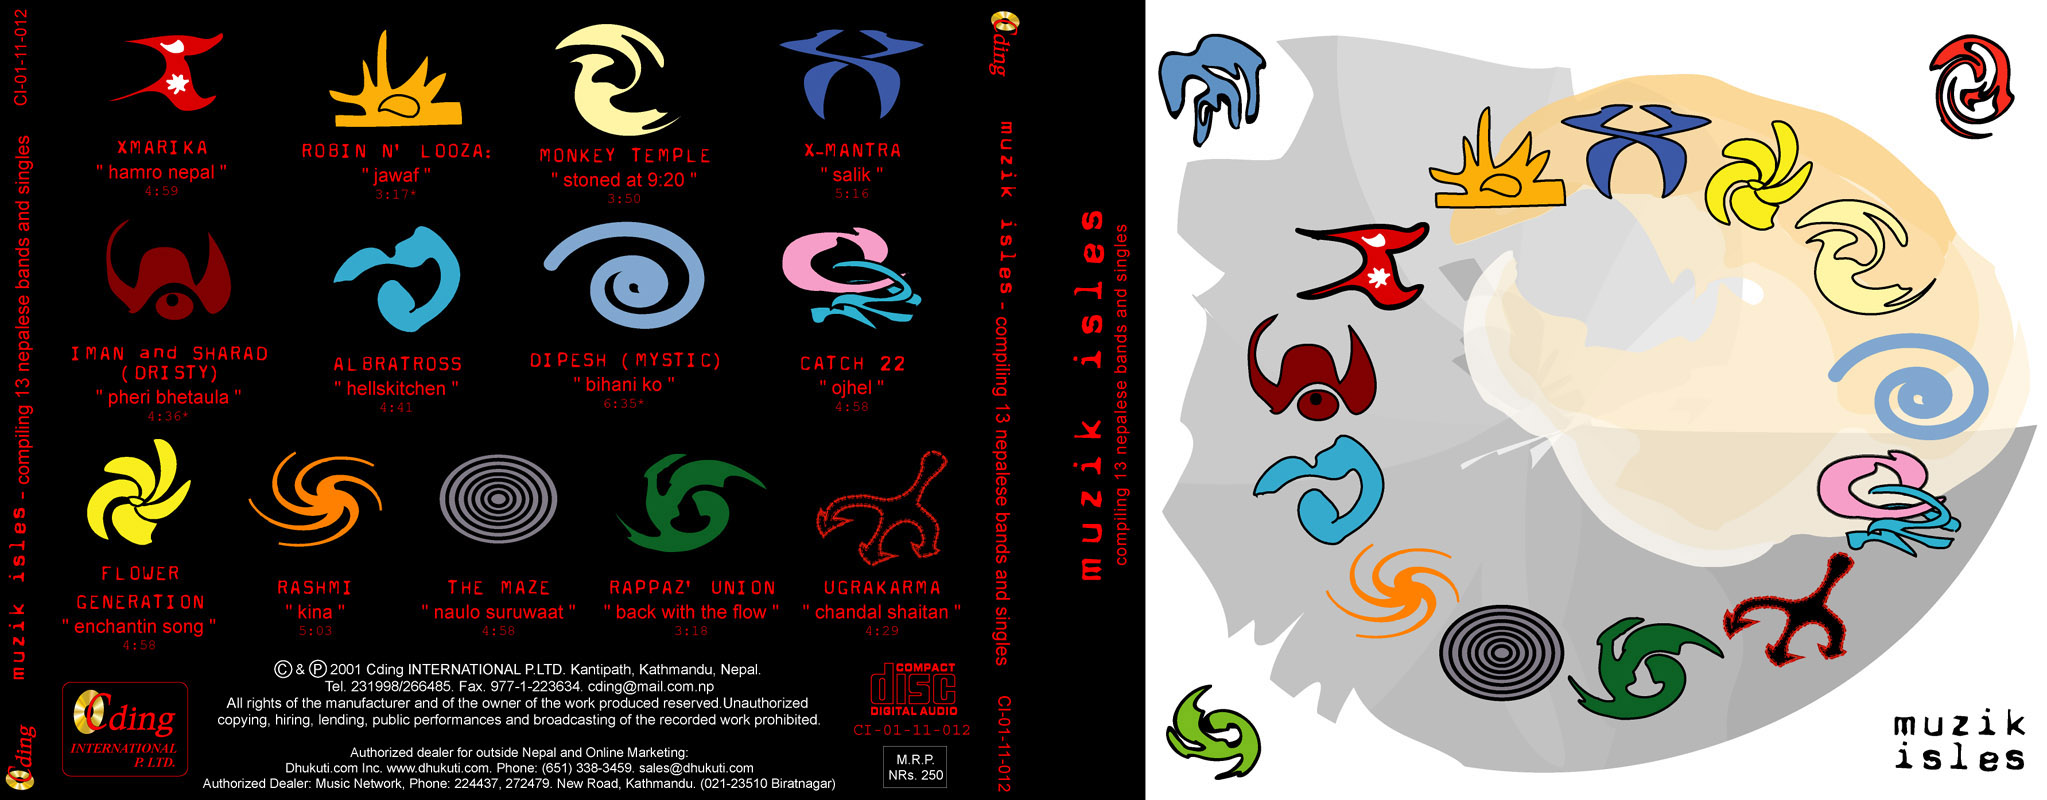 CI-01-11-012
muzik isles - compiling 13 nepalese bands and singles
Cding
XMARIKA
" hamro nepal "
4:59
ROBIN N' LOOZA:
" jawaf "
3:17*
MONKEY TEMPLE
" stoned at 9:20 "
3:50
X-MANTRA
" salik "
5:16
IMAN and SHARAD
(DRISTY)
" pheri bhetaula "
4:36*
ALBRATROSS
" hellskitchen "
4:41
DIPESH (MYSTIC)
" bihani ko "
6:35*
CATCH 22
" ojhel "
4:58
FLOWER
GENERATION
" enchantin song "
4:58
RASHMI
" kina "
5:03
THE MAZE
" naulo suruwaat "
4:58
RAPPAZ' UNION
" back with the flow "
3:18
UGRAKARMA
" chandal shaitan "
4:29
Cding
INTERNATIONAL
P. LTD.
© & ℗ 2001 Cding INTERNATIONAL P.LTD. Kantipath, Kathmandu, Nepal.
Tel. 231998/266485. Fax. 977-1-223634. cding@mail.com.np
All rights of the manufacturer and of the owner of the work produced reserved.Unauthorized
copying, hiring, lending, public performances and broadcasting of the recorded work prohibited.
Authorized dealer for outside Nepal and Online Marketing:
Dhukuti.com Inc. www.dhukuti.com. Phone: (651) 338-3459. sales@dhukuti.com
Authorized Dealer: Music Network, Phone: 224437, 272479. New Road, Kathmandu. (021-23510 Biratnagar)
COMPACT
disc
DIGITAL AUDIO
CI-01-11-012
M.R.P.
NRs. 250
Cding
muzik isles - compiling 13 nepalese bands and singles
CI-01-11-012
muzik isles
compiling 13 nepalese bands and singles
muzik
isles